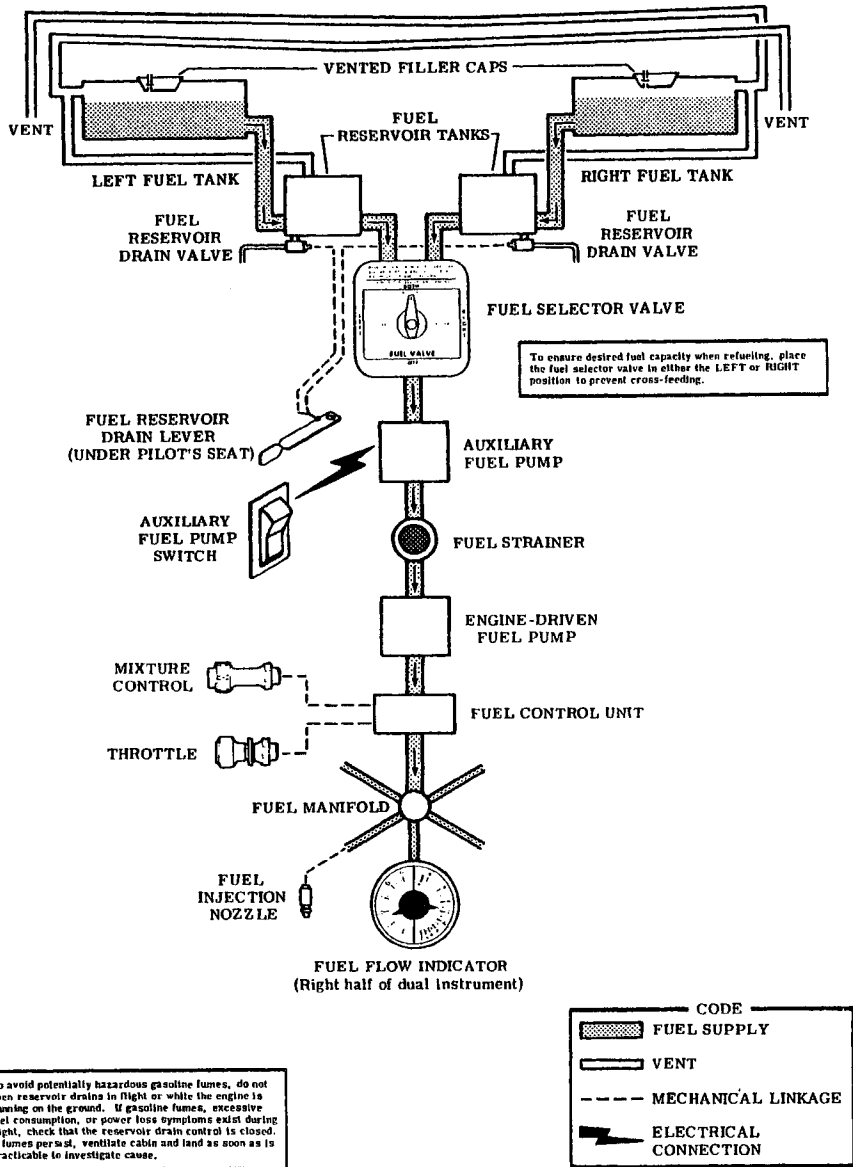 VENTED FILLER CAPS
VENT
VENT
FUEL
RESERVOIR TANKS
LEFT FUEL TANK
RIGHT FUEL TANK
FUEL
RESERVOIR
DRAIN VALVE
FUEL
RESERVOIR
DRAIN VALVE
BOTH
FUEL VALVE
OFF
FUEL SELECTOR VALVE
To ensure desired fuel capacity when refueling, place
the fuel selector valve in either the LEFT or RIGHT
position to prevent cross-feeding.
FUEL RESERVOIR
DRAIN LEVER
(UNDER PILOT'S SEAT)
AUXILIARY
FUEL PUMP
AUXILIARY
FUEL PUMP
SWITCH
FUEL STRAINER
ENGINE-DRIVEN
FUEL PUMP
MIXTURE
CONTROL
FUEL CONTROL UNIT
THROTTLE
FUEL MANIFOLD
FUEL
INJECTION
NOZZLE
FUEL FLOW INDICATOR
(Right half of dual instrument)
CODE
FUEL SUPPLY
VENT
MECHANICAL LINKAGE
ELECTRICAL
CONNECTION
o avoid potentially hazardous gasoline fumes, do not
pen reservoir drains in flight or while the engine is
unning on the ground. If gasoline fumes, excessive
el consumption, or power loss symptoms exist during
ight, check that the reservoir drain control is closed.
fumes persist, ventilate cabin and land as soon as is
racticable to investigate cause.